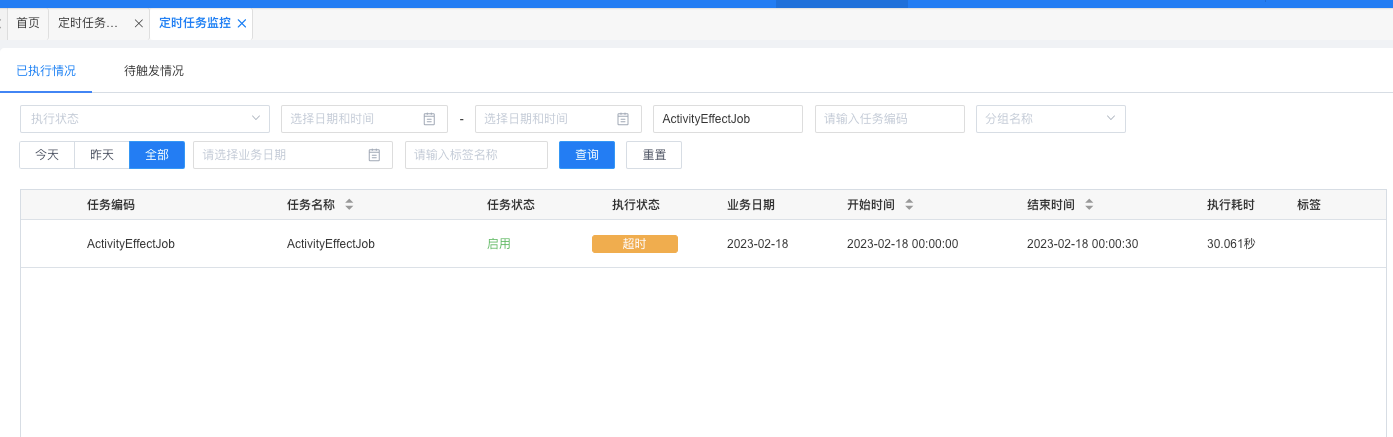 首页 定时任务... 定时任务监控
已执行情况 待触发情况
执行状态 选择日期和时间 - 选择日期和时间 ActivityEffectJob 请输入任务编码 分组名称
今天 昨天 全部 请选择业务日期 请输入标签名称 查询 重置
任务编码 任务名称 任务状态 执行状态 业务日期 开始时间 结束时间 执行耗时 标签
ActivityEffectJob ActivityEffectJob 启用 超时 2023-02-18 2023-02-18 00:00:00 2023-02-18 00:00:30 30.061秒